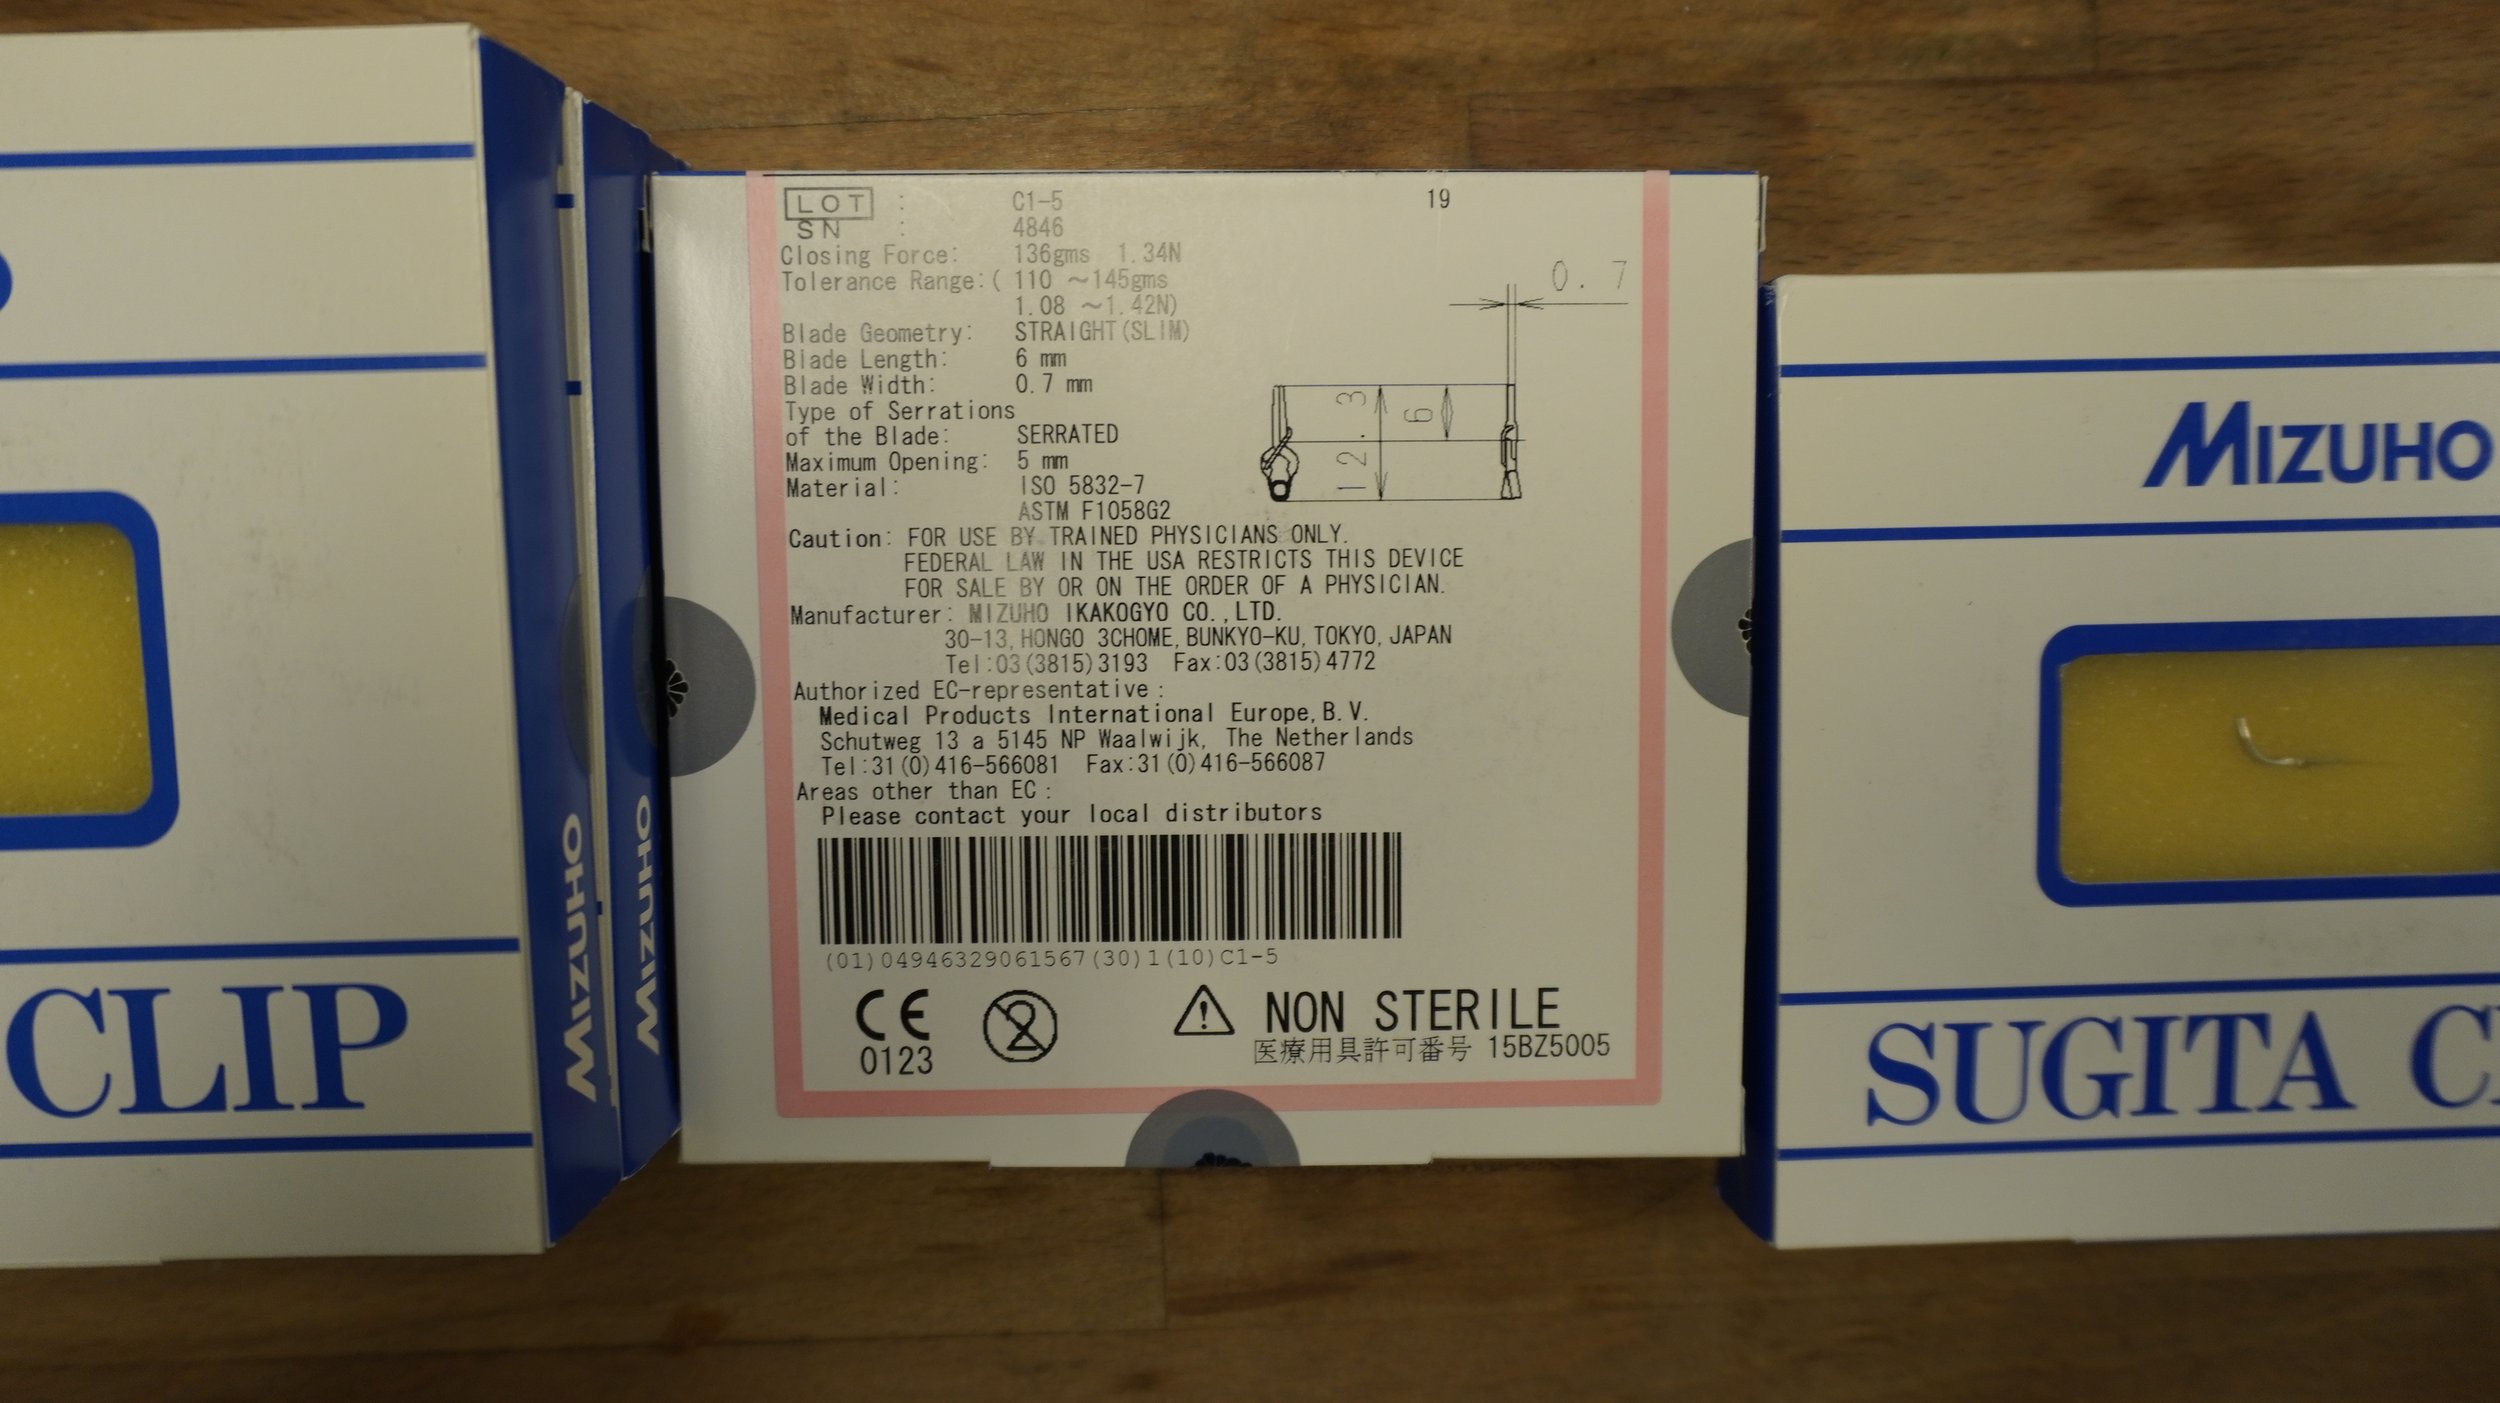 CLIP
MIZUHO
MIZUHO
LOT : C1-5 19
SN : 4846
Closing Force: 136gms 1.34N
Tolerance Range:( 110 ～145gms
1.08 ～1.42N)
Blade Geometry: STRAIGHT(SLIM)
Blade Length: 6 mm
Blade Width: 0.7 mm
Type of Serrations
of the Blade: SERRATED
Maximum Opening: 5 mm
Material: ISO 5832-7
ASTM F1058G2
0.7
12.3
6
Caution: FOR USE BY TRAINED PHYSICIANS ONLY.
FEDERAL LAW IN THE USA RESTRICTS THIS DEVICE
FOR SALE BY OR ON THE ORDER OF A PHYSICIAN.
Manufacturer: MIZUHO IKAKOGYO CO.,LTD.
30-13,HONGO 3CHOME,BUNKYO-KU,TOKYO,JAPAN
Tel:03(3815)3193 Fax:03(3815)4772
Authorized EC-representative:
Medical Products International Europe,B.V.
Schutweg 13 a 5145 NP Waalwijk, The Netherlands
Tel:31(0)416-566081 Fax:31(0)416-566087
Areas other than EC:
Please contact your local distributors
(01)04946329061567(30)1(10)C1-5
CE
0123
2
NON STERILE
医療用具許可番号 15BZ5005
MIZUHO
SUGITA C